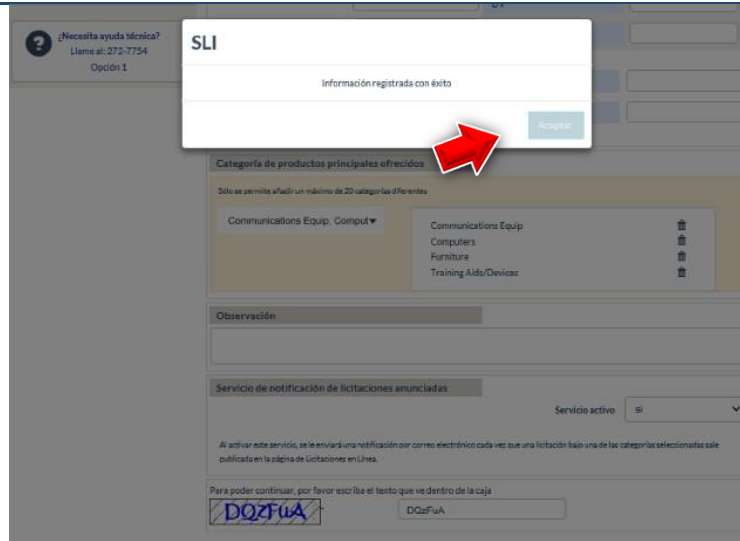 DV
¿Necesita ayuda técnica?
Llame al: 272-7754
Opción 1
SLI
Información registrada con éxito
Aceptar
Categoría de productos principales ofrecidos
Sólo se permite añadir un máximo de 20 categorías diferentes
Communications Equip, Comput
Communications Equip
Computers
Furniture
Training Aids/Devices
Observación
Servicio de notificación de licitaciones anunciadas
Servicio activo si
Al activar este servicio, se le enviará una notificación por correo electrónico cada vez que una licitación bajo una de las categorías seleccionadas sale
publicada en la página de Licitaciones en Línea.
Para poder continuar, por favor escriba el texto que ve dentro de la caja
DQzFuA DQzFuA